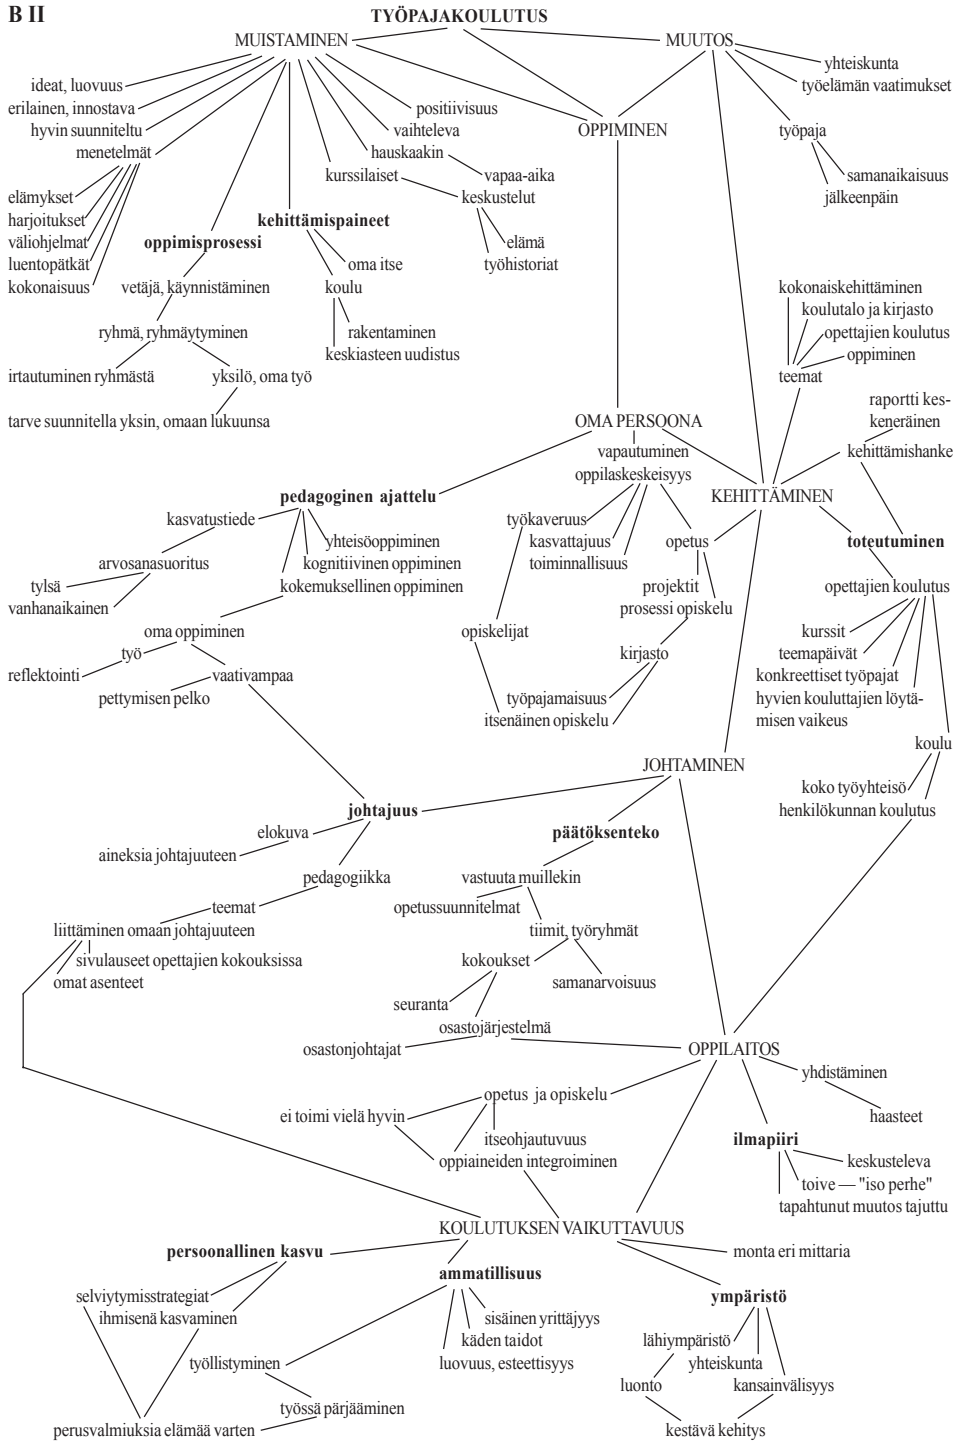 B II
TYÖPAJAKOULUTUS
MUISTAMINEN
MUUTOS
yhteiskunta
ideat, luovuus
työelämän vaatimukset
erilainen, innostava
positiivisuus
hyvin suunniteltu
vaihteleva
OPPIMINEN
työpaja
menetelmät
hauskaakin
kurssilaiset
vapaa-aika
samanaikaisuus
elämykset
keskustelut
jälkeenpäin
harjoitukset
kehittämispaineet
väliohjelmat
oppimisprosessi
elämä
luentopätkät
oma itse
työhistoriat
kokonaisuus
vetäjä, käynnistäminen
koulu
kokonaiskehittäminen
koulutalo ja kirjasto
ryhmä, ryhmäytyminen
rakentaminen
opettajien koulutus
keskiasteen uudistus
oppiminen
irtautuminen ryhmästä
yksilö, oma työ
teemat
raportti kes-
keneräinen
tarve suunnitella yksin, omaan lukuunsa
OMA PERSOONA
vapautuminen
kehittämishanke
oppilaskeskeisyys
pedagoginen ajattelu
KEHITTÄMINEN
kasvatustiede
työkaveruus
yhteisöoppiminen
kasvattajuus
opetus
toteutuminen
arvosanasuoritus
kognitiivinen oppiminen
toiminnallisuus
tylsä
kokemuksellinen oppiminen
projektit
opettajien koulutus
vanhanaikainen
prosessi opiskelu
oma oppiminen
opiskelijat
kurssit
työ
kirjasto
teemapäivät
reflektointi
vaativampaa
konkreettiset työpajat
pettymisen pelko
työpajamaisuus
hyvien kouluttajien löytä-
misen vaikeus
itsenäinen opiskelu
koulu
JOHTAMINEN
koko työyhteisö
johtajuus
henkilökunnan koulutus
elokuva
päätöksenteko
aineksia johtajuuteen
pedagogiikka
vastuuta muillekin
teemat
opetussuunnitelmat
liittäminen omaan johtajuuteen
tiimit, työryhmät
sivulauseet opettajien kokouksissa
kokoukset
omat asenteet
samanarvoisuus
seuranta
osastojärjestelmä
osastonjohtajat
OPPILAITOS
yhdistäminen
opetus ja opiskelu
ei toimi vielä hyvin
haasteet
itseohjautuvuus
ilmapiiri
oppiaineiden integroiminen
keskusteleva
toive — "iso perhe"
tapahtunut muutos tajuttu
KOULUTUKSEN VAIKUTTAVUUS
persoonallinen kasvu
monta eri mittaria
ammatillisuus
selviytymisstrategiat
ympäristö
ihmisenä kasvaminen
sisäinen yrittäjyys
käden taidot
lähiympäristö
työllistyminen
luovuus, esteettisyys
yhteiskunta
luonto
kansainvälisyys
työssä pärjääminen
perusvalmiuksia elämää varten
kestävä kehitys